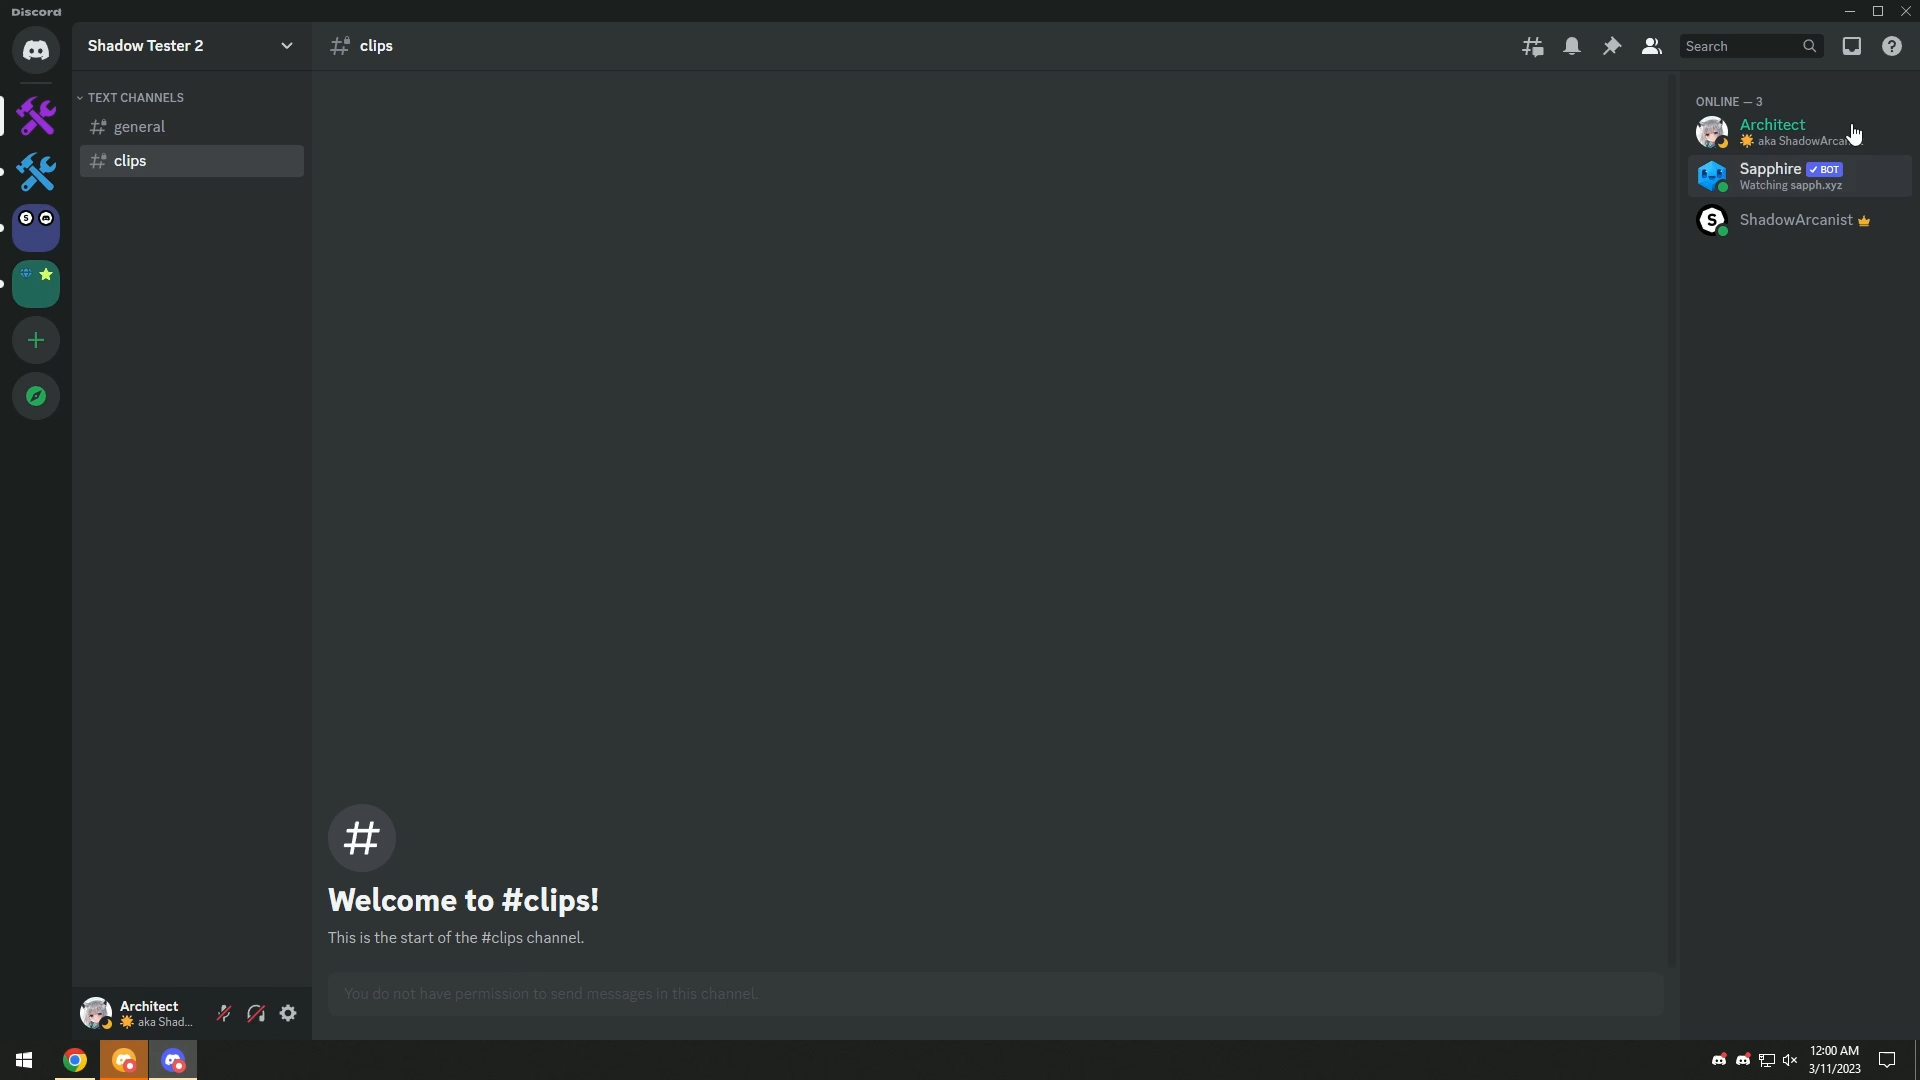 Discord
Shadow Tester 2
clips
Search
TEXT CHANNELS
general
clips
ONLINE — 3
Architect
aka ShadowArcan
Sapphire ✓ BOT
Watching sapph.xyz
S
ShadowArcanist
S
Welcome to #clips!
This is the start of the #clips channel.
You do not have permission to send messages in this channel.
Architect
aka Shad...
12:00 AM
3/11/2023